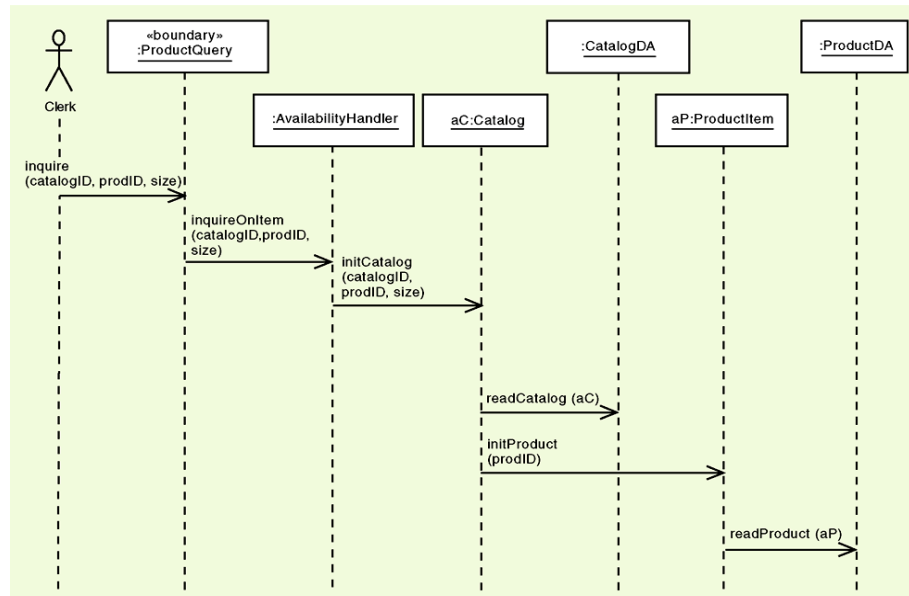 «boundary»
:ProductQuery
:CatalogDA
:ProductDA
Clerk
:AvailabilityHandler
aC:Catalog
aP:ProductItem
inquire
(catalogID, prodID, size)
inquireOnItem
(catalogID,prodID,
size)
initCatalog
(catalogID,
prodID, size)
readCatalog (aC)
initProduct
(prodID)
readProduct (aP)